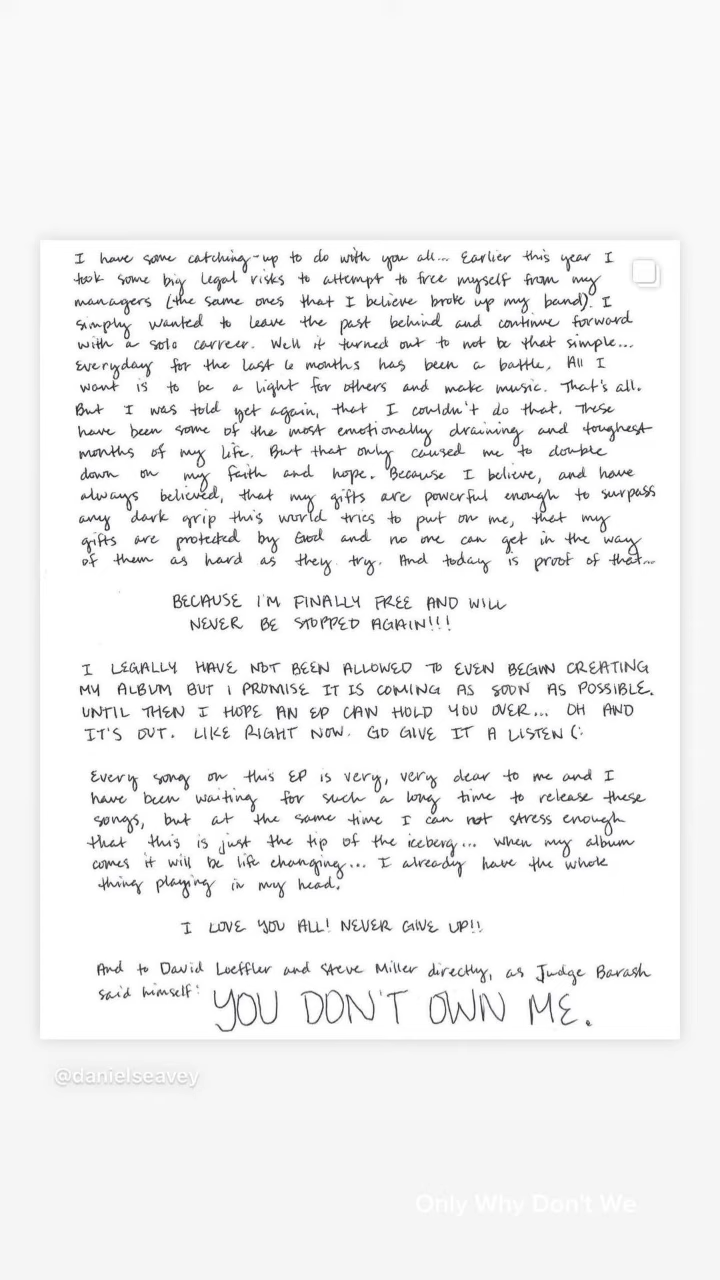 I have some catching-up to do with you all... Earlier this year I
took some big legal risks to attempt to free myself from my
managers (the same ones that I believe broke up my band). I
simply wanted to leave the past behind and continue forward
with a solo carreer. Well it turned out to not be that simple...
Everyday for the last 6 months has been a battle. All I
want is to be a light for others and make music. That's all.
But I was told yet again, that I couldn't do that. These
have been some of the most emotionally draining and toughest
months of my life. But that only caused me to double
down on my faith and hope. Because I believe, and have
always believed, that my gifts are powerful enough to surpass
any dark grip this world tries to put on me, that my
gifts are protected by God and no one can get in the way
of them as hard as they try. And today is proof of that...
BECAUSE I'M FINALLY FREE AND WILL
NEVER BE STOPPED AGAIN!!!
I LEGALLY HAVE NOT BEEN ALLOWED TO EVEN BEGIN CREATING
MY ALBUM BUT I PROMISE IT IS COMING AS SOON AS POSSIBLE.
UNTIL THEN I HOPE AN EP CAN HOLD YOU OVER... OH AND
IT'S OUT. LIKE RIGHT NOW. GO GIVE IT A LISTEN (:
Every song on this EP is very, very dear to me and I
have been waiting for such a long time to release these
songs, but at the same time I can not stress enough
that this is just the tip of the iceberg... when my album
comes it will be life changing... I already have the whole
thing playing in my head.
I LOVE YOU ALL! NEVER GIVE UP!!
And to David Loeffler and Steve Miller directly, as Judge Barash
said himself: YOU DON'T OWN ME.
@danielseavey
Only Why Don't We